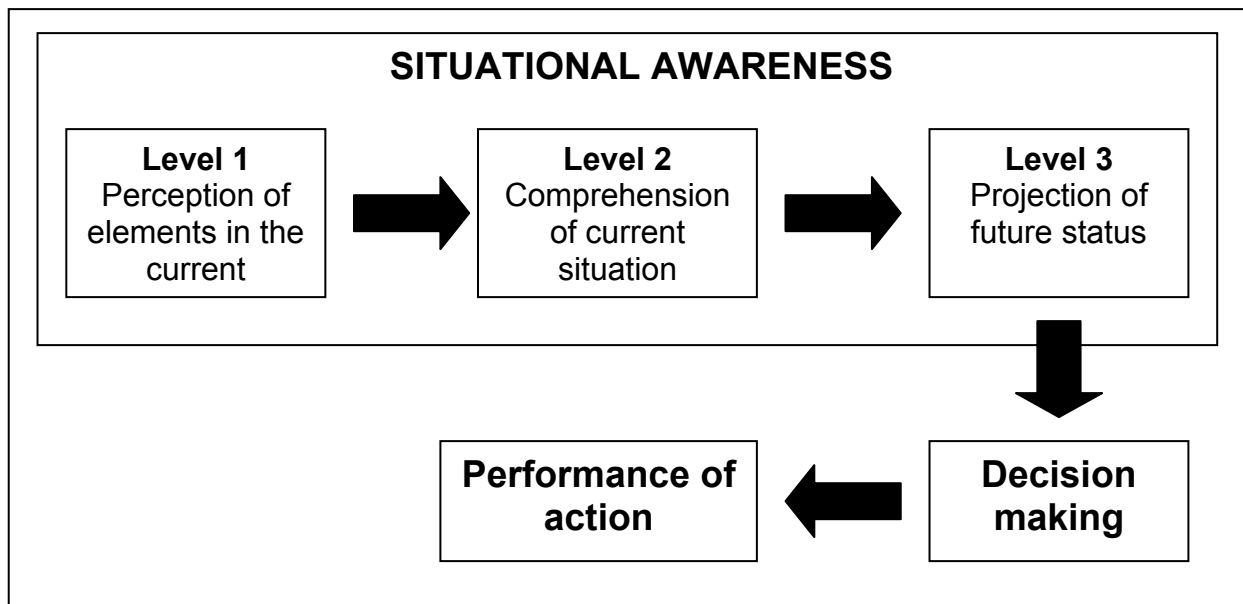 SITUATIONAL AWARENESS
Level 1
Perception of
elements in the
current
Level 2
Comprehension
of current
situation
Level 3
Projection of
future status
Performance of
action
Decision
making